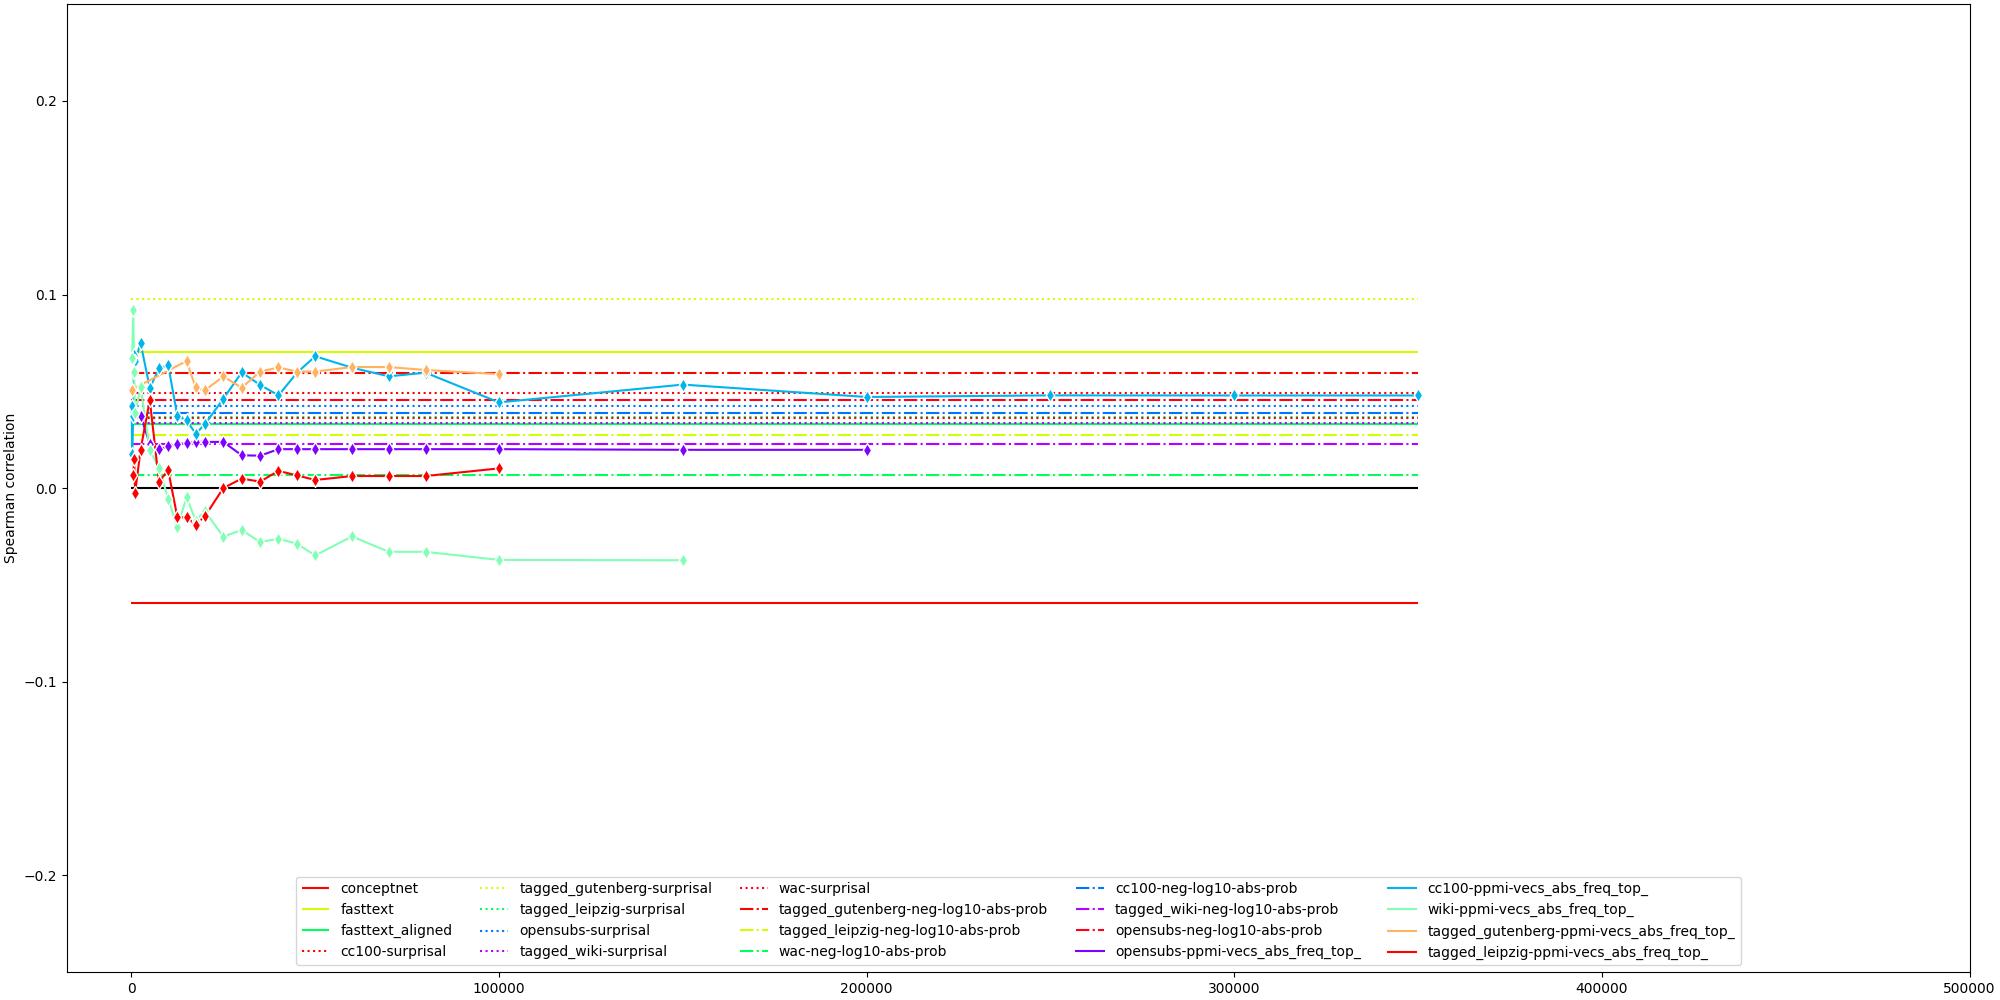 0.2
0.1
0.0
−0.1
−0.2
Spearman correlation
0 100000 200000 300000 400000 500000
conceptnet tagged_gutenberg-surprisal wac-surprisal cc100-neg-log10-abs-prob cc100-ppmi-vecs_abs_freq_top_
fasttext tagged_leipzig-surprisal tagged_gutenberg-neg-log10-abs-prob tagged_wiki-neg-log10-abs-prob wiki-ppmi-vecs_abs_freq_top_
fasttext_aligned opensubs-surprisal tagged_leipzig-neg-log10-abs-prob opensubs-neg-log10-abs-prob tagged_gutenberg-ppmi-vecs_abs_freq_top_
cc100-surprisal tagged_wiki-surprisal wac-neg-log10-abs-prob opensubs-ppmi-vecs_abs_freq_top_ tagged_leipzig-ppmi-vecs_abs_freq_top_